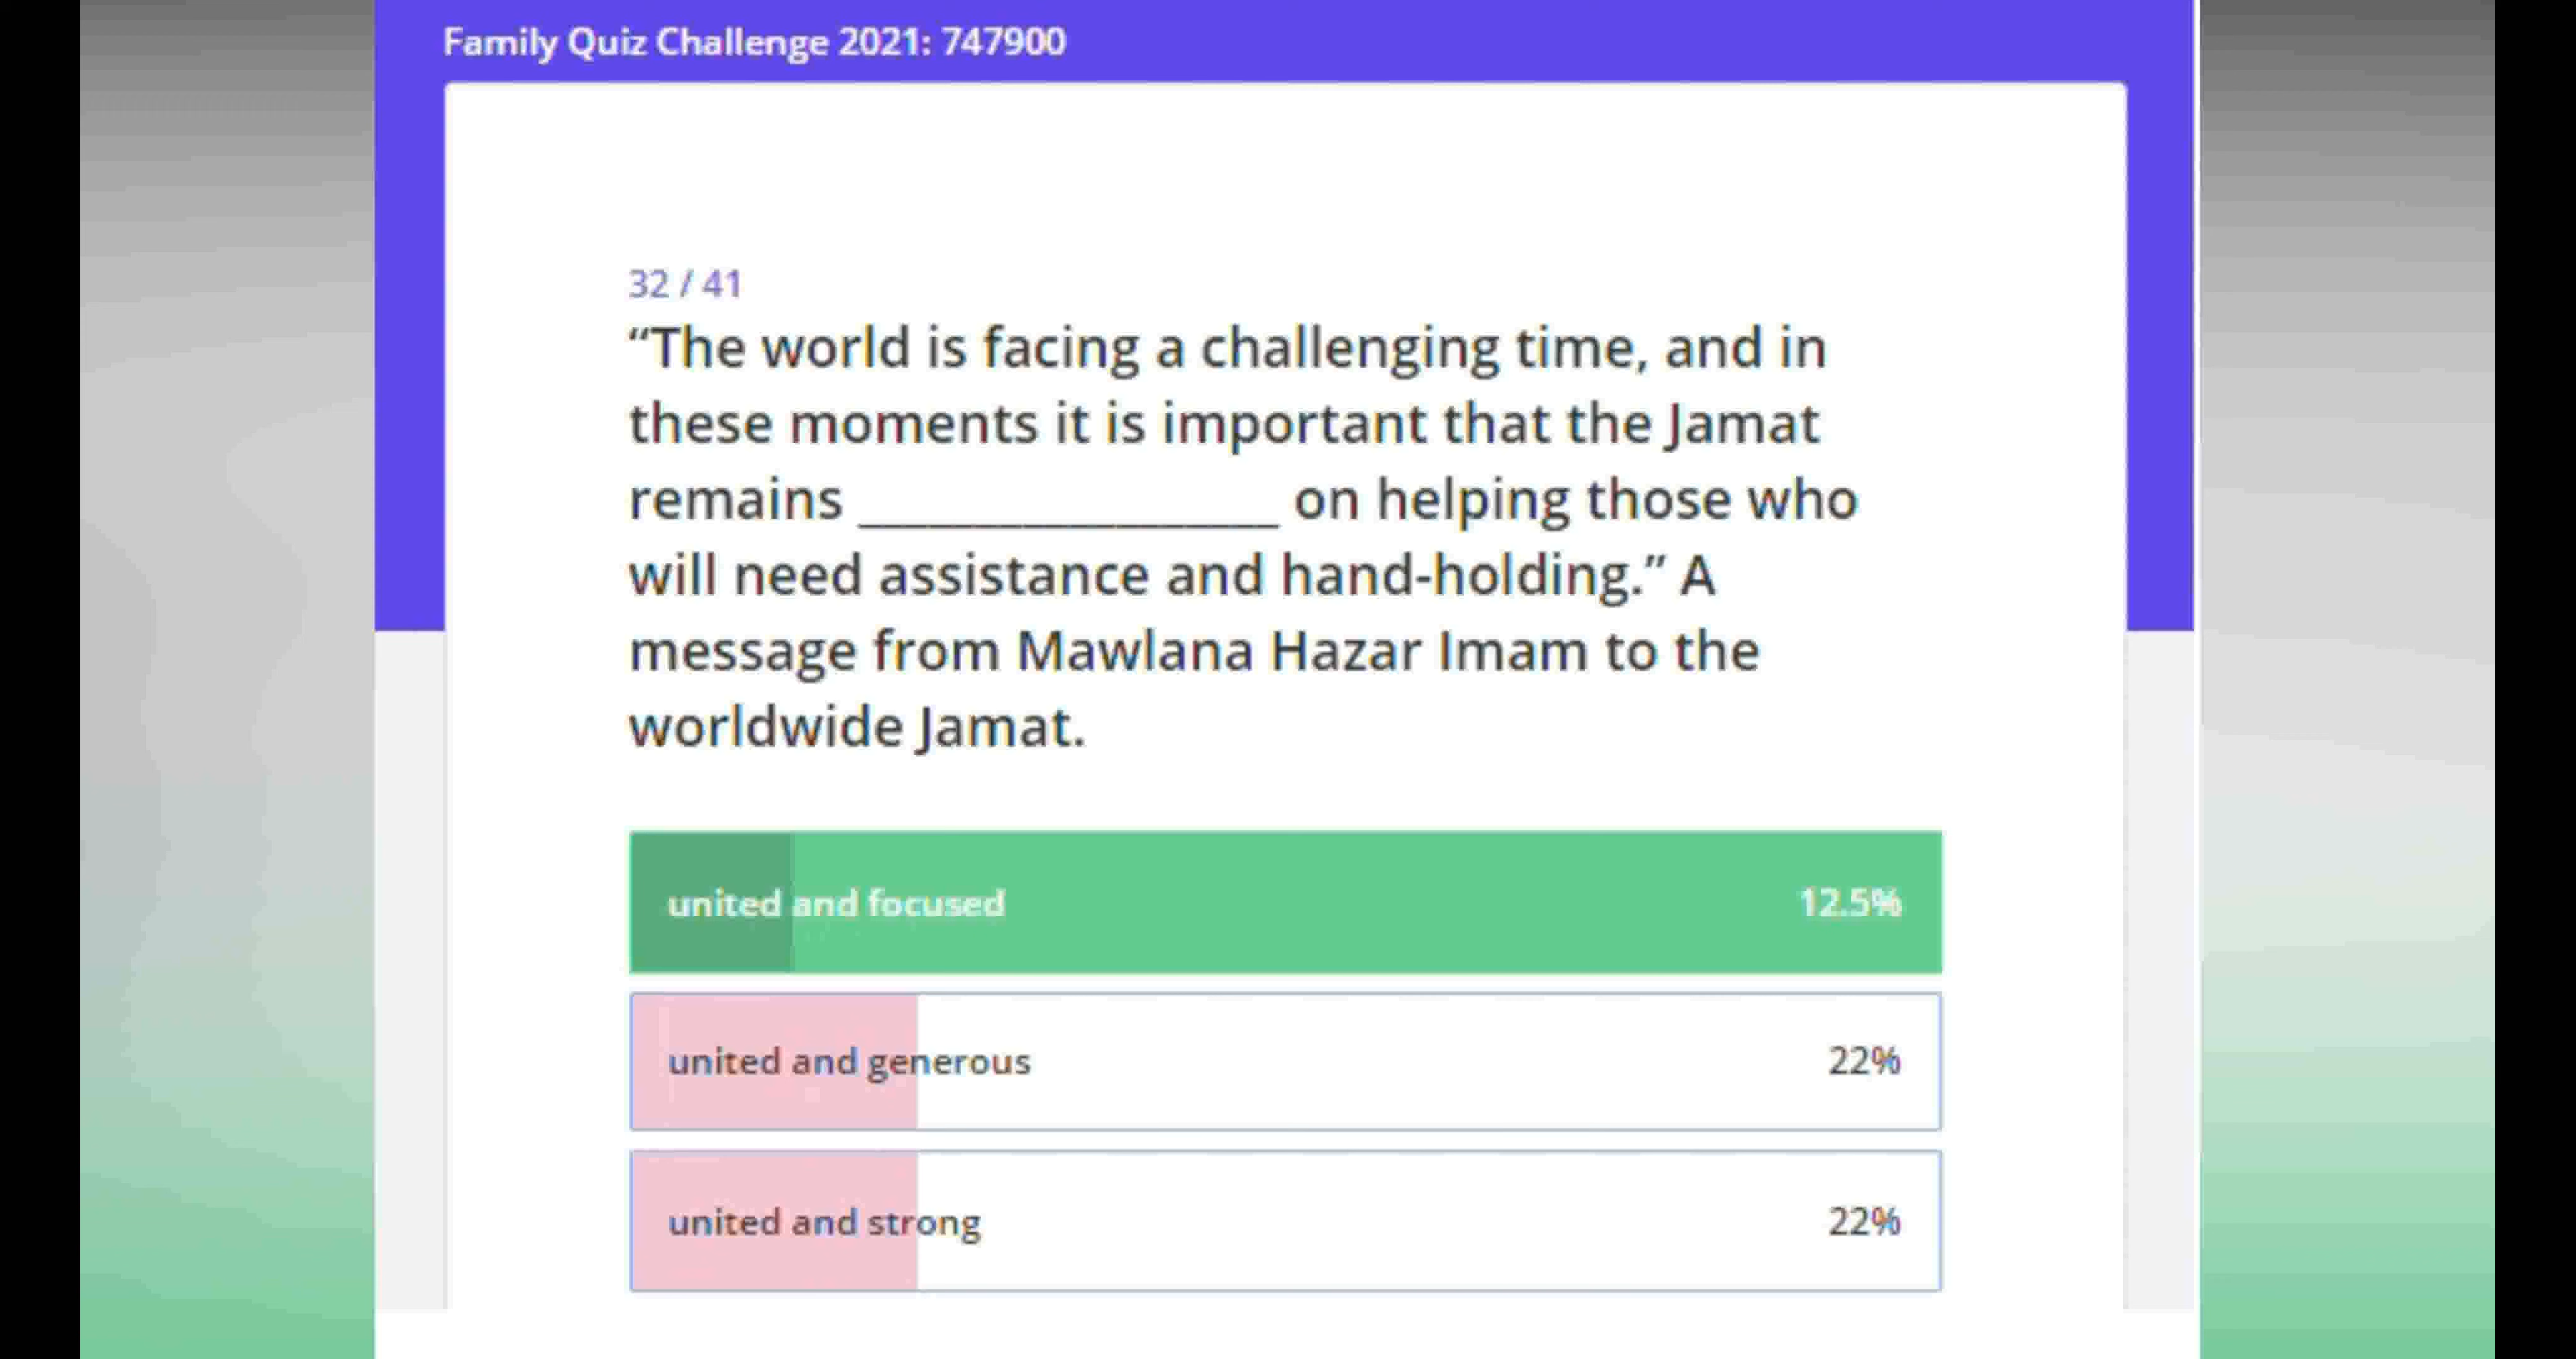 Family Quiz Challenge 2021: 747900
32 / 41
“The world is facing a challenging time, and in
these moments it is important that the Jamat
remains _______________ on helping those who
will need assistance and hand-holding.” A
message from Mawlana Hazar Imam to the
worldwide Jamat.
united and focused 12.5%
united and generous 22%
united and strong 22%